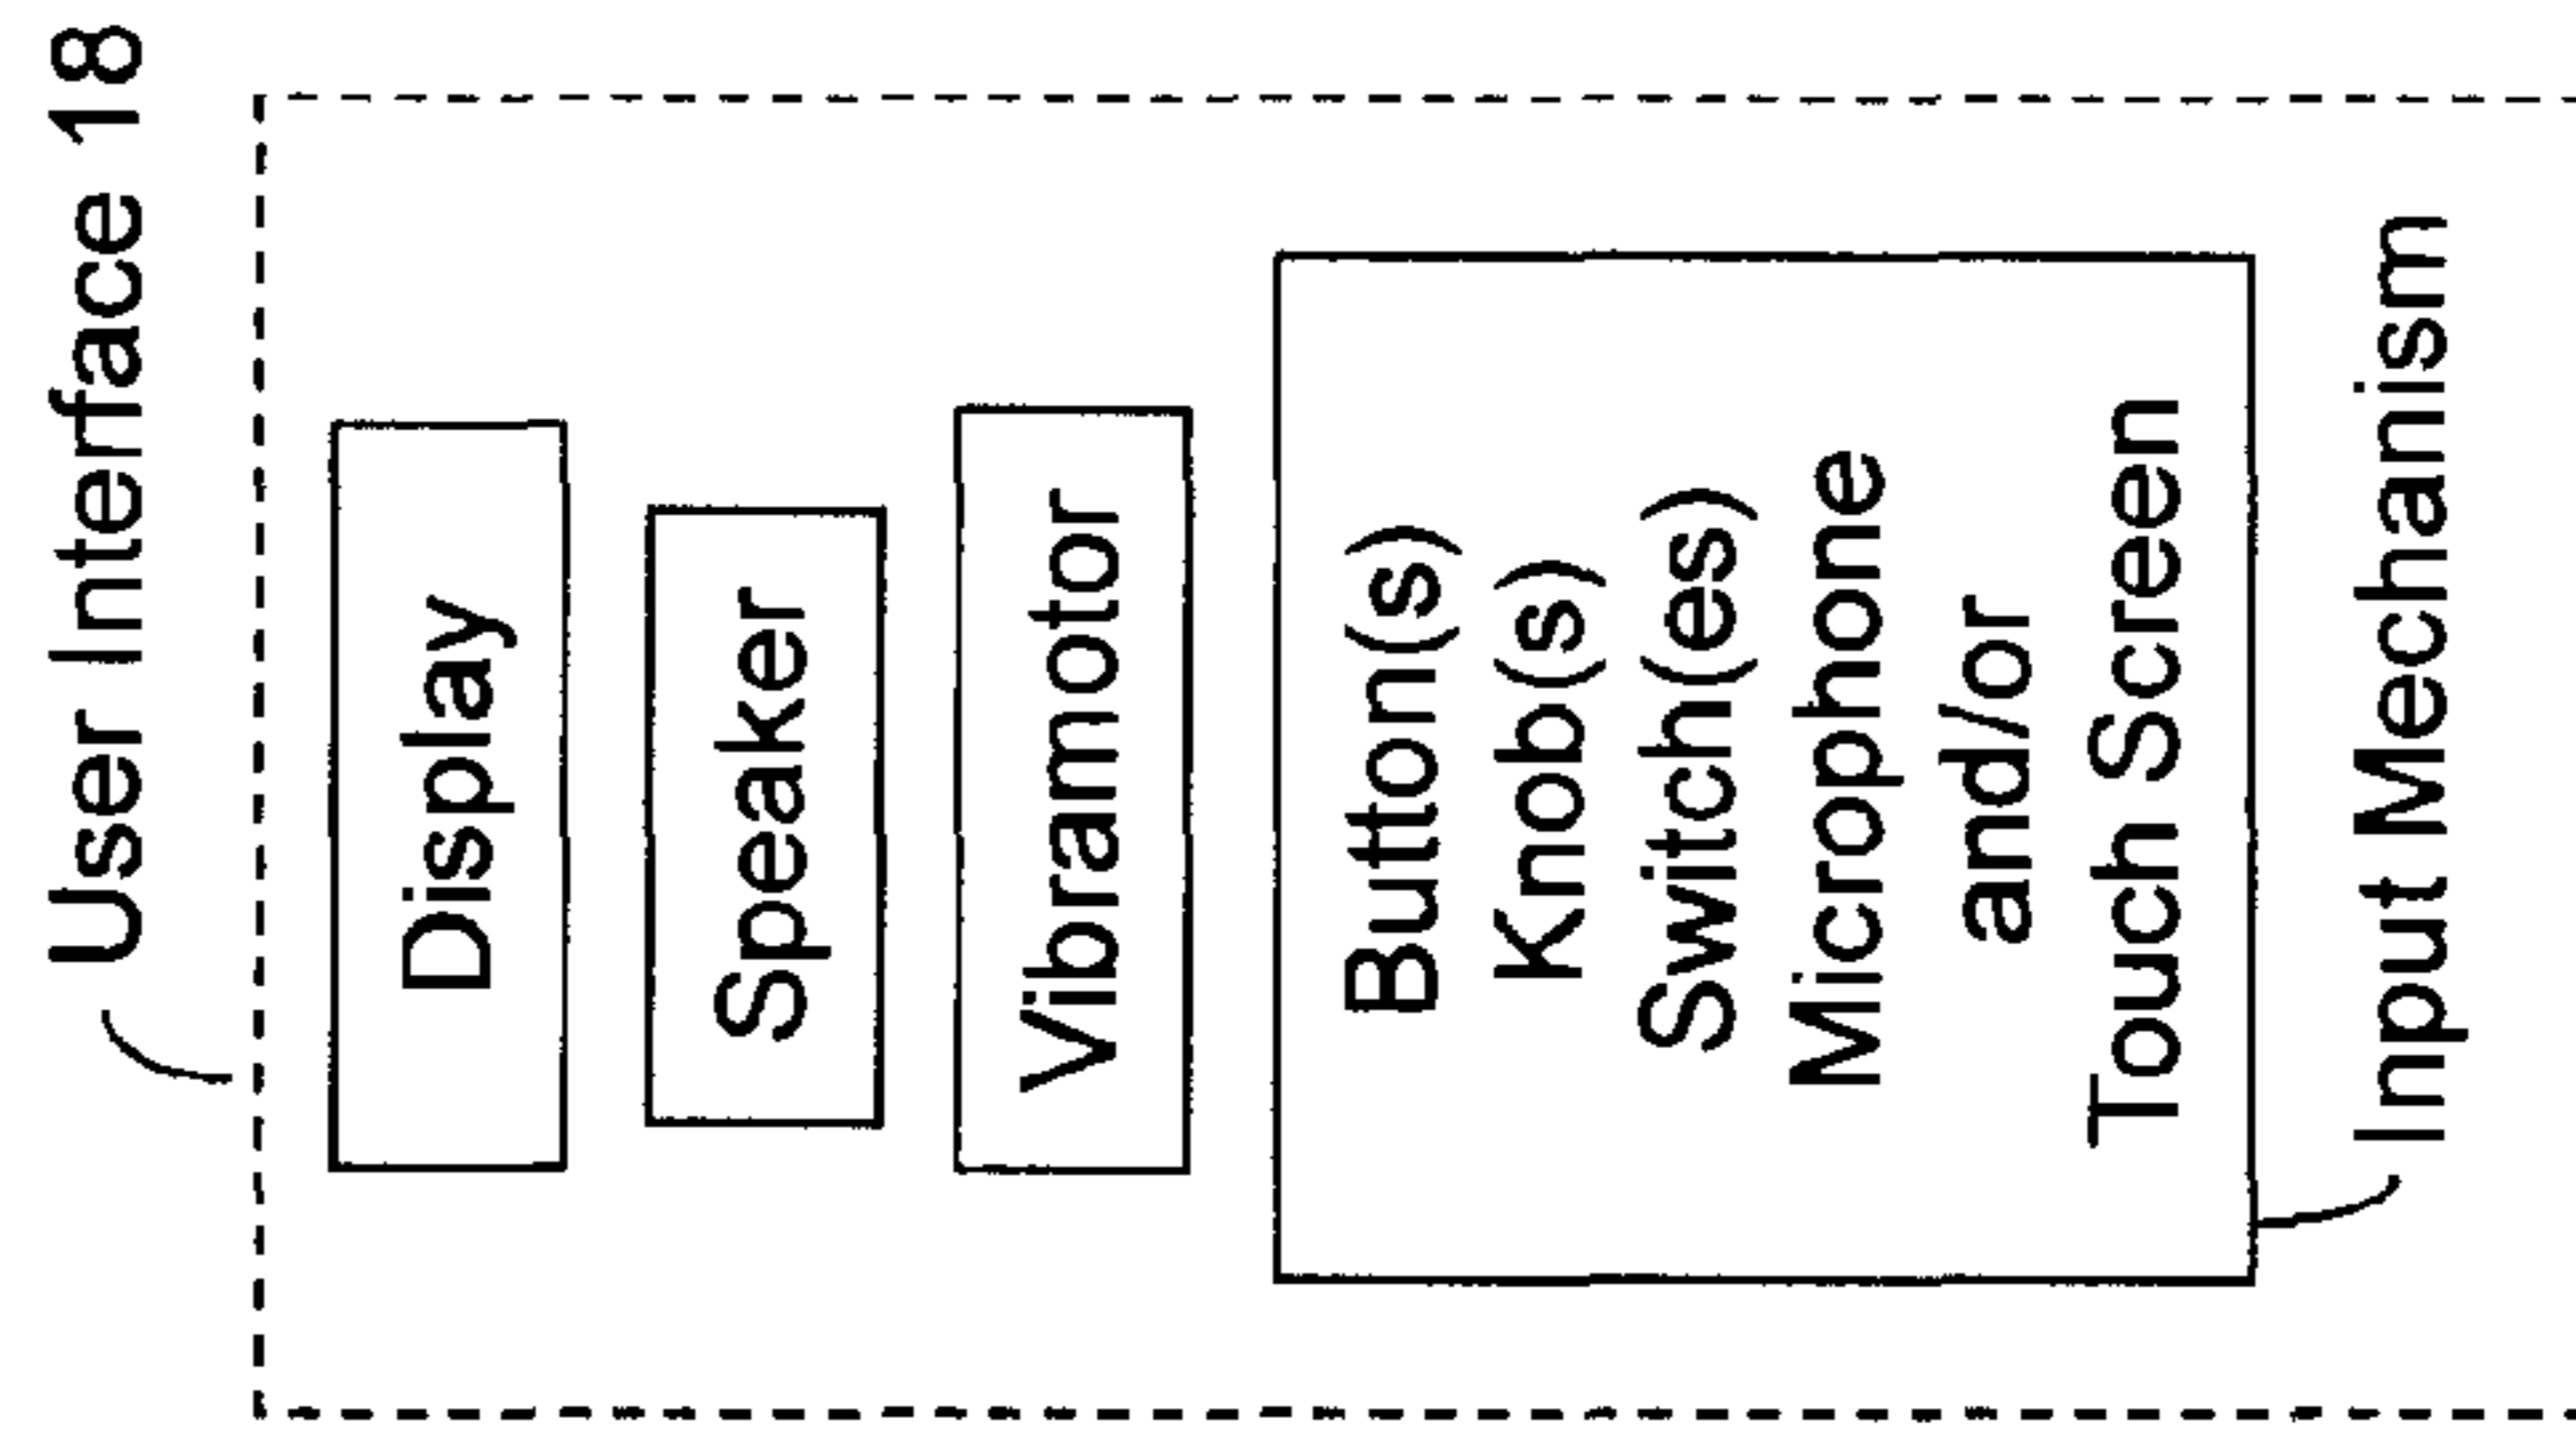 User Interface 18
Display
Speaker
Vibramotor
Button(s)
Knob(s)
Switch(es)
Microphone
and/or
Touch Screen
Input Mechanism